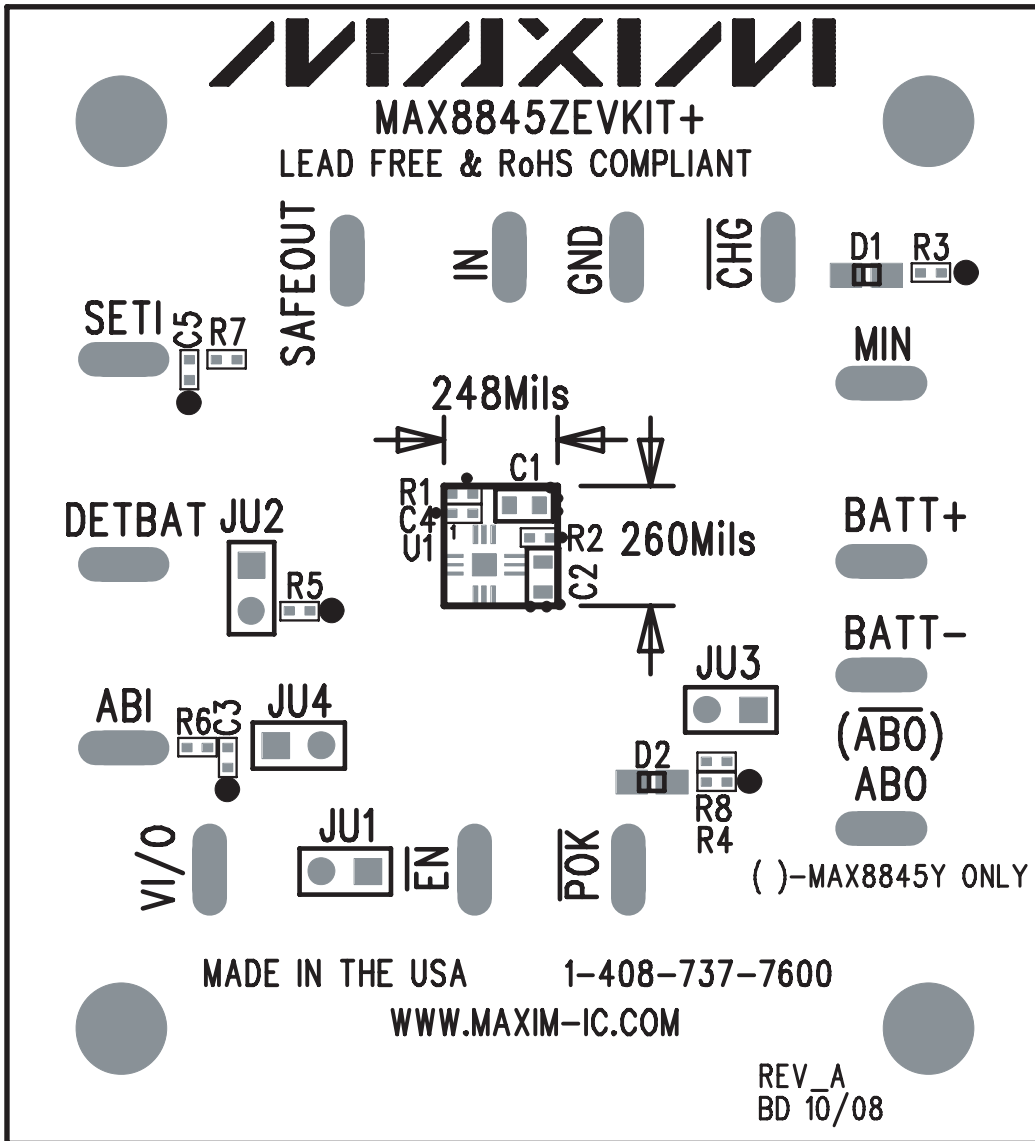 MAXIM
MAX8845ZEVKIT+
LEAD FREE & RoHS COMPLIANT
SAFEOUT
IN
GND
CHG
D1
R3
SETI
C5
R7
MIN
248Mils
C1
R1
C4
U1
1
R2
C2
260Mils
DETBAT
JU2
R5
BATT+
BATT-
JU3
ABI
R6
C3
JU4
(ABO)
ABO
D2
R8
R4
VI/O
JU1
EN
POK
( )-MAX8845Y ONLY
MADE IN THE USA
1-408-737-7600
WWW.MAXIM-IC.COM
REV_A
BD 10/08